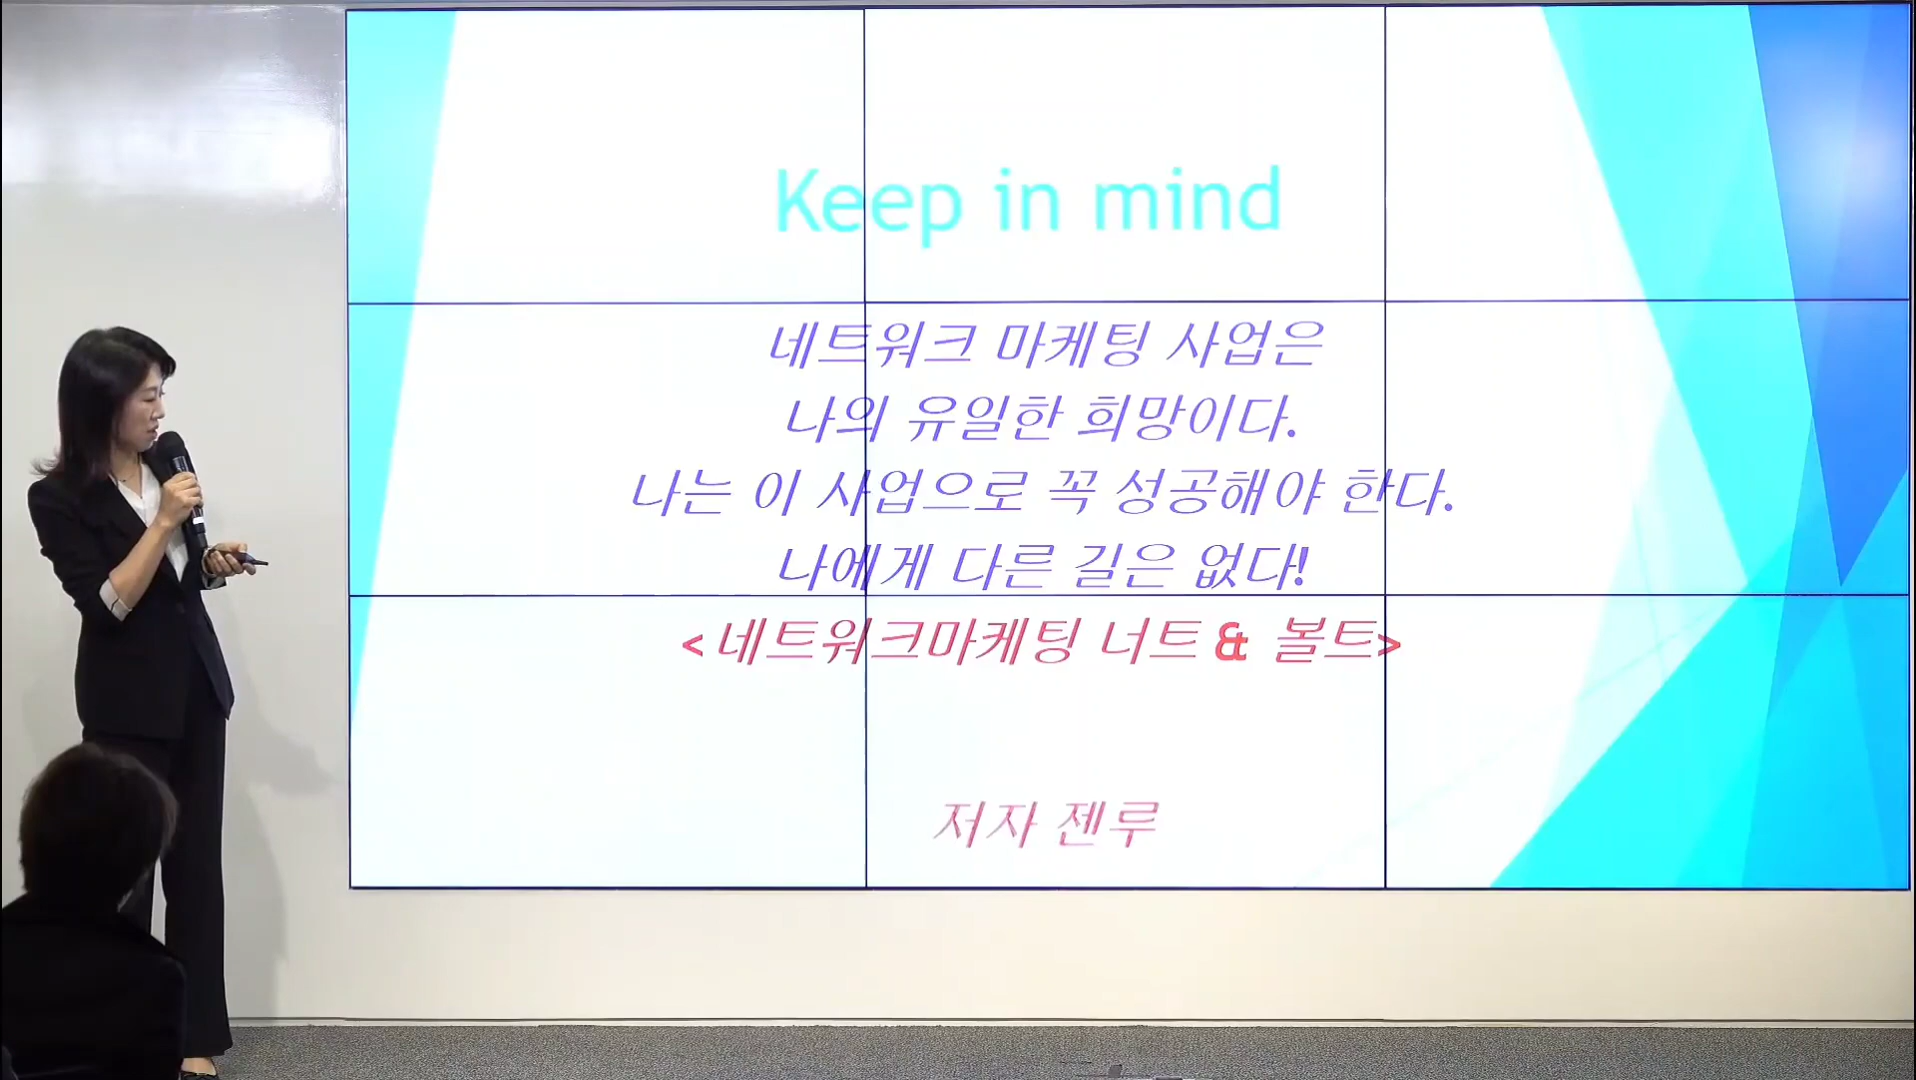 Keep in mind
네트워크 마케팅 사업은
나의 유일한 희망이다.
나는 이 사업으로 꼭 성공해야 한다.
나에게 다른 길은 없다!
<네트워크마케팅 너트 & 볼트>
저자 젠루